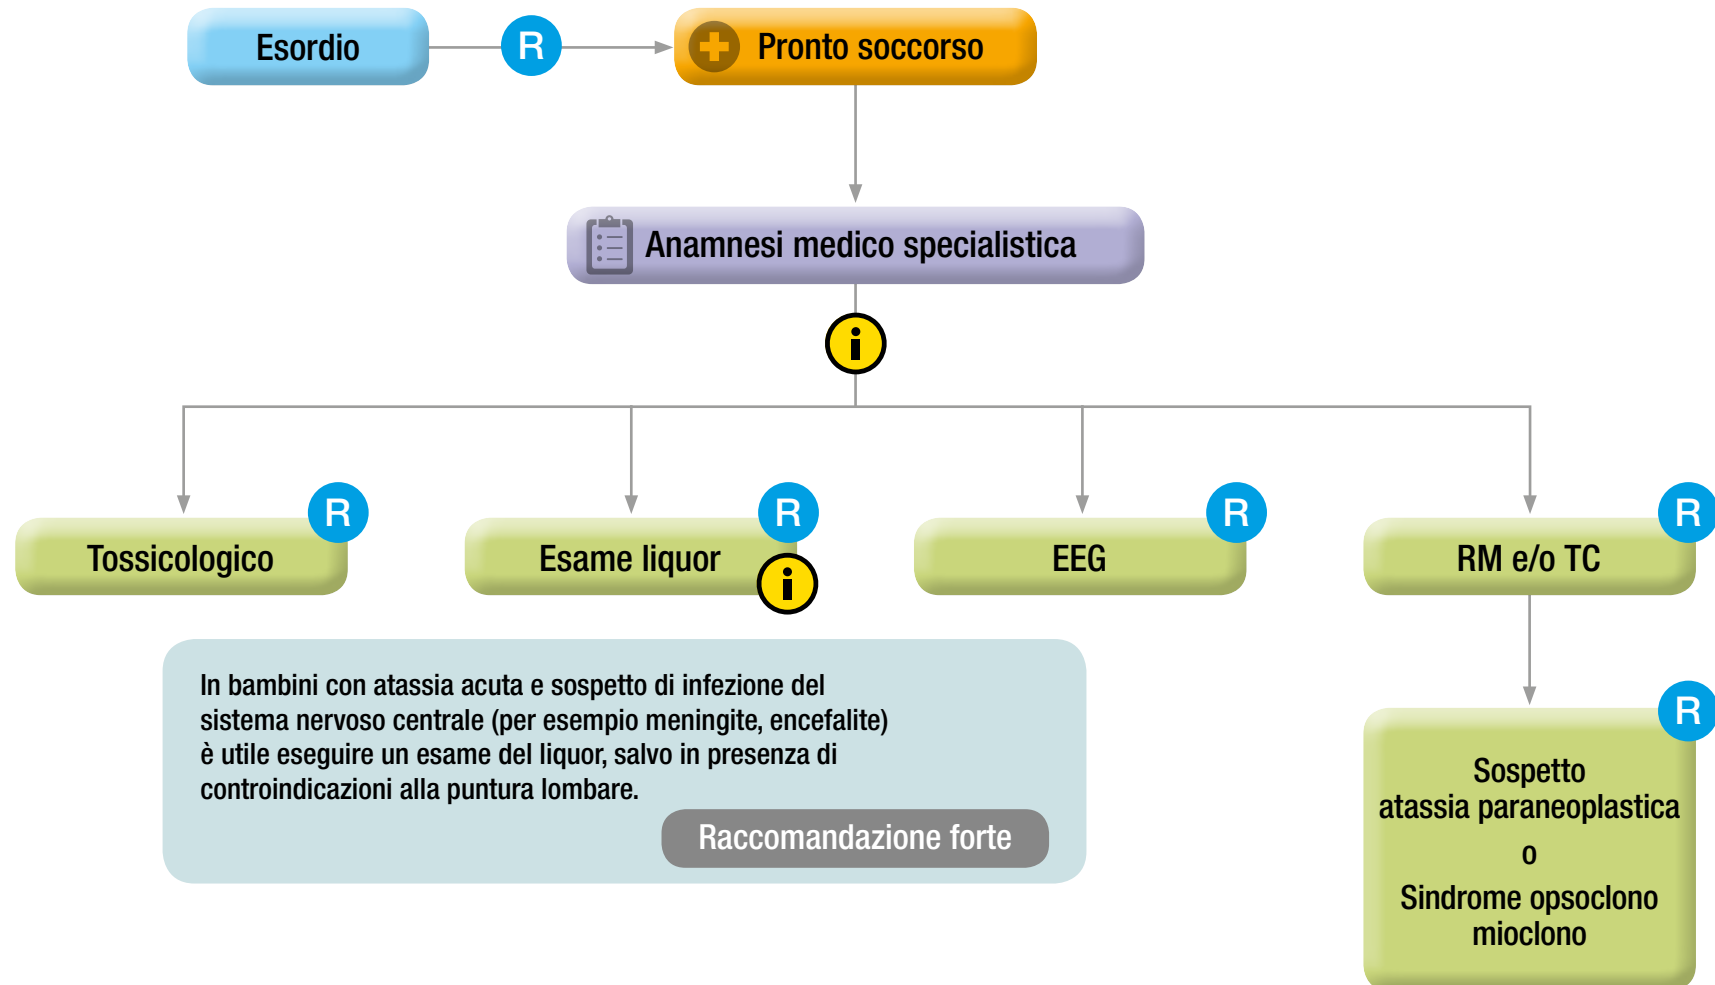 Esordio
R
Pronto soccorso
Anamnesi medico specialistica
i
R
R
R
R
Tossicologico
Esame liquor
EEG
RM e/o TC
i
In bambini con atassia acuta e sospetto di infezione del
sistema nervoso centrale (per esempio meningite, encefalite)
è utile eseguire un esame del liquor, salvo in presenza di
controindicazioni alla puntura lombare.
Raccomandazione forte
R
Sospetto
atassia paraneoplastica
o
Sindrome opsoclono
mioclono